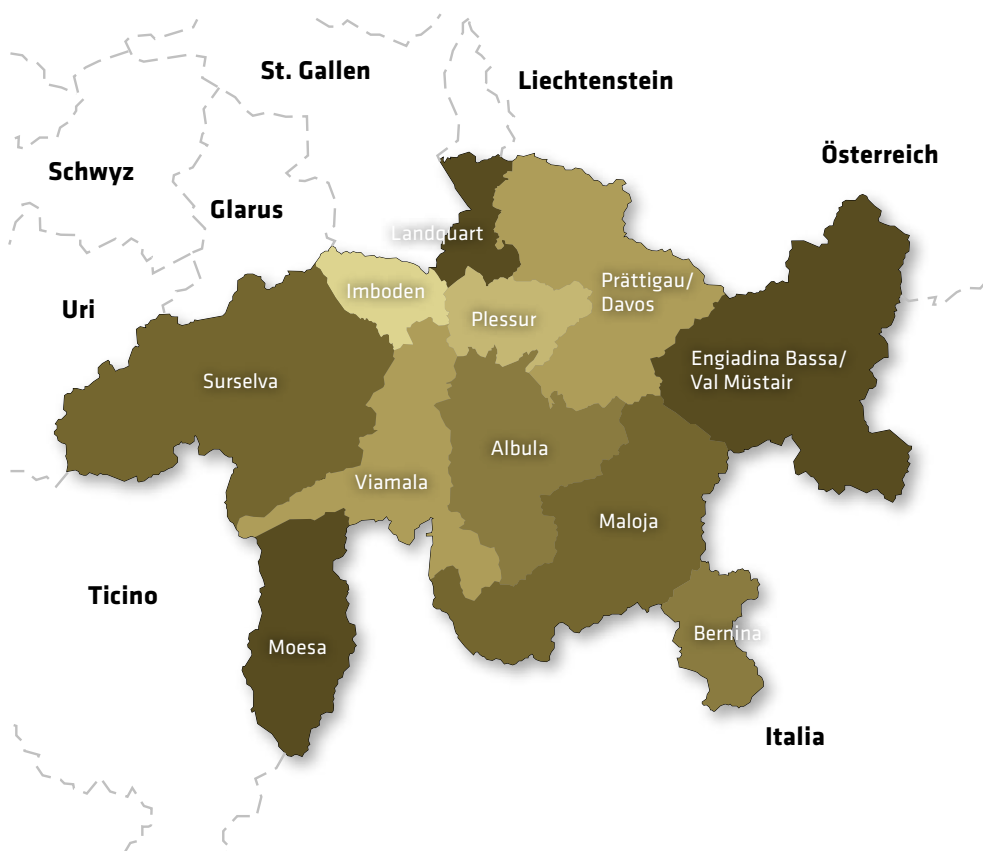 St. Gallen
Liechtenstein
Österreich
Schwyz
Glarus
Landquart
Uri
Imboden
Prättigau/
Davos
Plessur
Engiadina Bassa/
Val Müstair
Surselva
Albula
Viamala
Maloja
Ticino
Bernina
Moesa
Italia